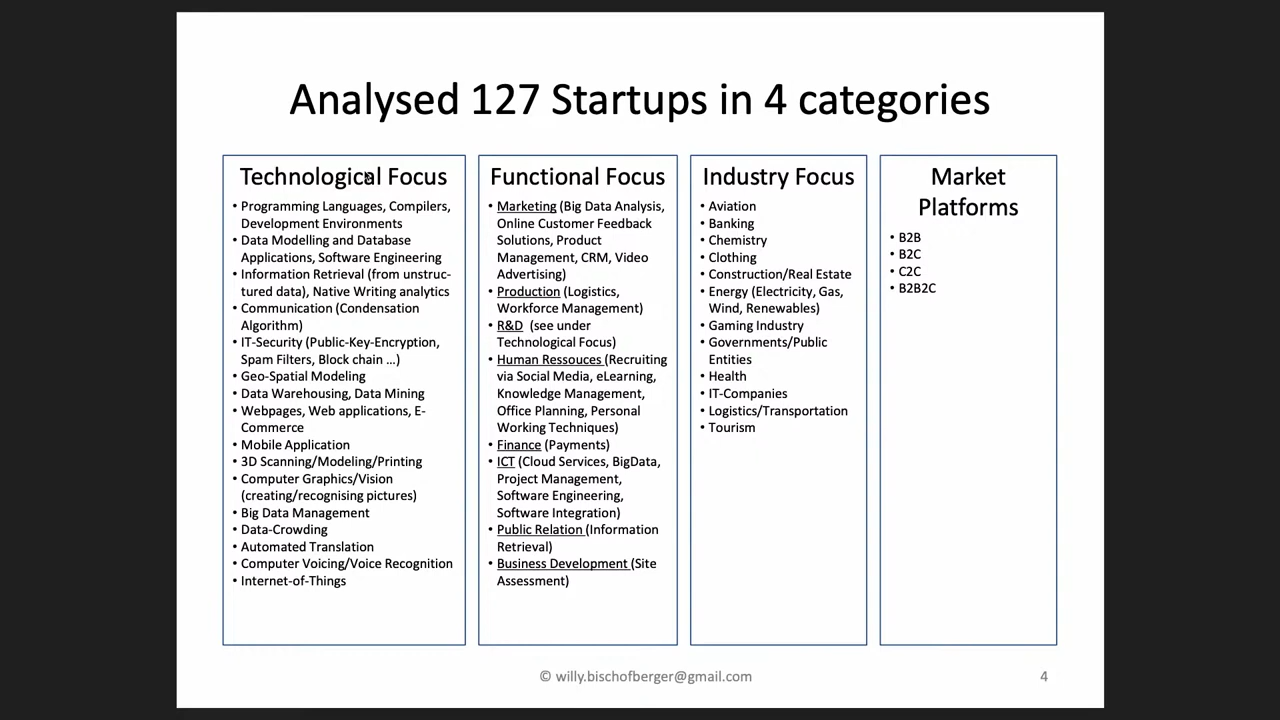 Analysed 127 Startups in 4 categories
Technological Focus
• Programming Languages, Compilers,
Development Environments
• Data Modelling and Database
Applications, Software Engineering
• Information Retrieval (from unstruc-
tured data), Native Writing analytics
• Communication (Condensation
Algorithm)
• IT-Security (Public-Key-Encryption,
Spam Filters, Block chain ...)
• Geo-Spatial Modeling
• Data Warehousing, Data Mining
• Webpages, Web applications, E-
Commerce
• Mobile Application
• 3D Scanning/Modeling/Printing
• Computer Graphics/Vision
(creating/recognising pictures)
• Big Data Management
• Data-Crowding
• Automated Translation
• Computer Voicing/Voice Recognition
• Internet-of-Things
Functional Focus
• Marketing (Big Data Analysis,
Online Customer Feedback
Solutions, Product
Management, CRM, Video
Advertising)
• Production (Logistics,
Workforce Management)
• R&D (see under
Technological Focus)
• Human Ressouces (Recruiting
via Social Media, eLearning,
Knowledge Management,
Office Planning, Personal
Working Techniques)
• Finance (Payments)
• ICT (Cloud Services, BigData,
Project Management,
Software Engineering,
Software Integration)
• Public Relation (Information
Retrieval)
• Business Development (Site
Assessment)
Industry Focus
• Aviation
• Banking
• Chemistry
• Clothing
• Construction/Real Estate
• Energy (Electricity, Gas,
Wind, Renewables)
• Gaming Industry
• Governments/Public
Entities
• Health
• IT-Companies
• Logistics/Transportation
• Tourism
Market
Platforms
• B2B
• B2C
• C2C
• B2B2C
© willy.bischofberger@gmail.com
4